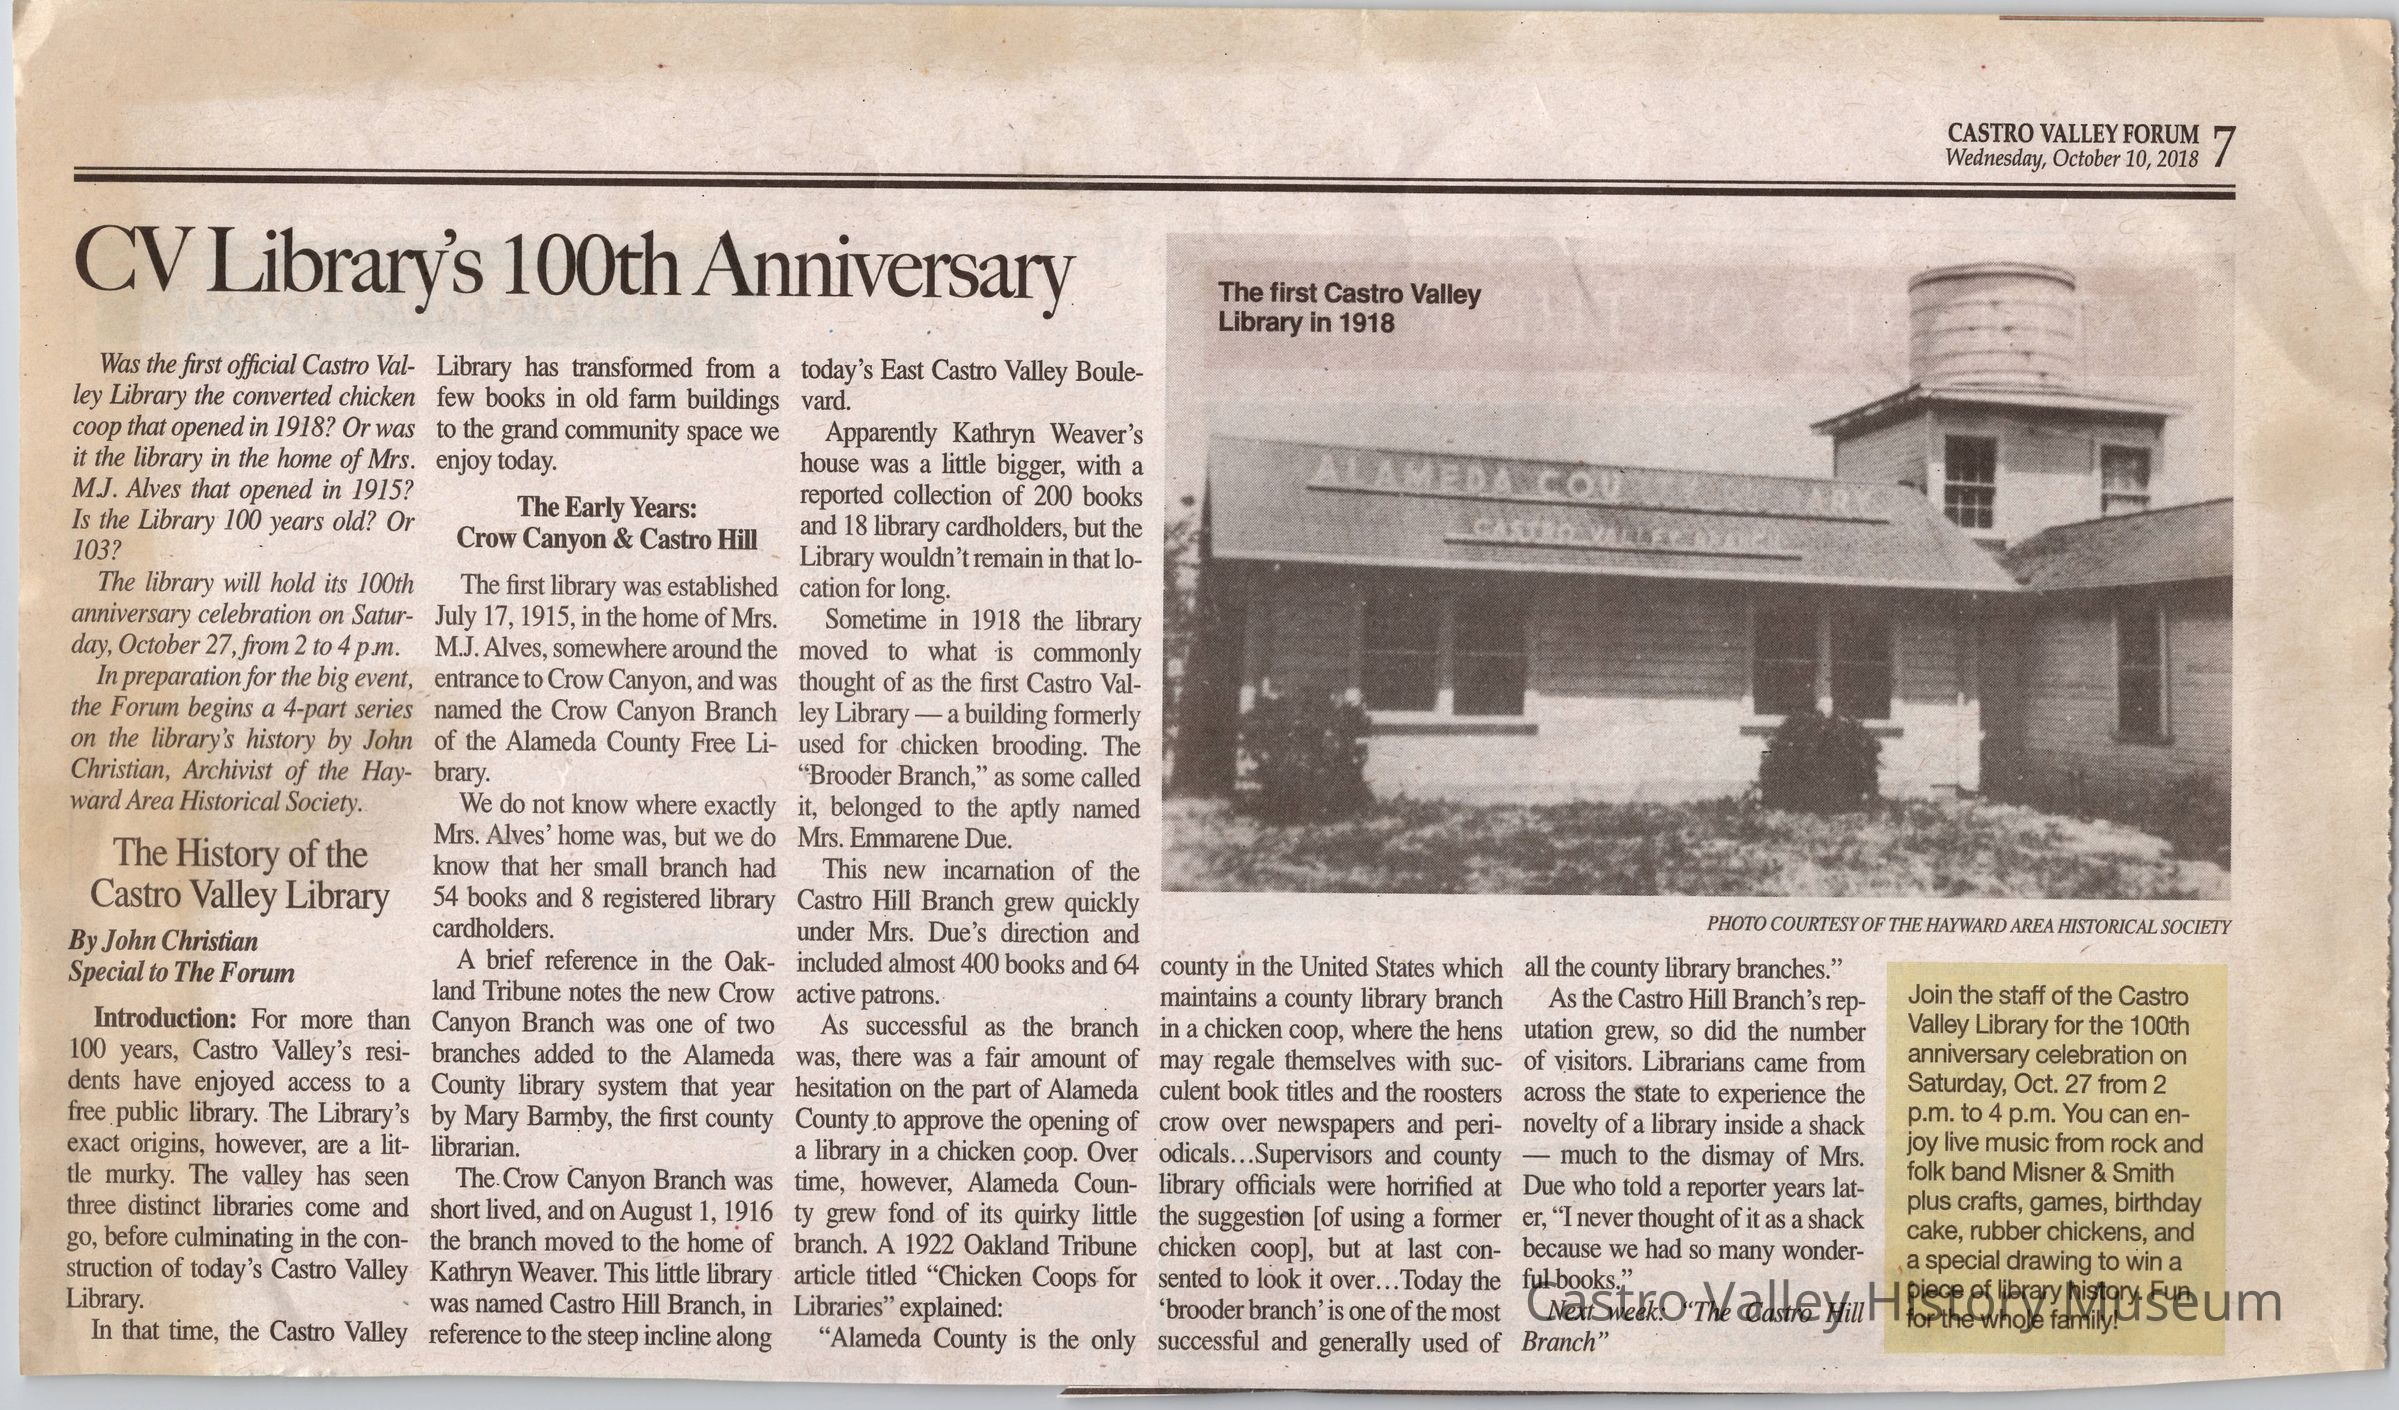 CASTRO VALLEY FORUM 7
Wednesday, October 10, 2018
CV Library's 100th Anniversary
Was the first official Castro Val-
ley Library the converted chicken
coop that opened in 1918? Or was
it the library in the home of Mrs.
M.J. Alves that opened in 1915?
Is the Library 100 years old? Or
103?
The library will hold its 100th
anniversary celebration on Satur-
day, October 27, from 2 to 4 p.m.
In preparation for the big event,
the Forum begins a 4-part series
on the library's history by John
Christian, Archivist of the Hay-
ward Area Historical Society.
The History of the
Castro Valley Library
By John Christian
Special to The Forum
Introduction: For more than
100 years, Castro Valley's resi-
dents have enjoyed access to a
free public library. The Library's
exact origins, however, are a lit-
tle murky. The valley has seen
three distinct libraries come and
go, before culminating in the con-
struction of today's Castro Valley
Library.
In that time, the Castro Valley
Library has transformed from a
few books in old farm buildings
to the grand community space we
enjoy today.
The Early Years:
Crow Canyon & Castro Hill
The first library was established
July 17, 1915, in the home of Mrs.
M.J. Alves, somewhere around the
entrance to Crow Canyon, and was
named the Crow Canyon Branch
of the Alameda County Free Li-
brary.
We do not know where exactly
Mrs. Alves' home was, but we do
know that her small branch had
54 books and 8 registered library
cardholders.
A brief reference in the Oak-
land Tribune notes the new Crow
Canyon Branch was one of two
branches added to the Alameda
County library system that year
by Mary Barmby, the first county
librarian.
The Crow Canyon Branch was
short lived, and on August 1, 1916
the branch moved to the home of
Kathryn Weaver. This little library
was named Castro Hill Branch, in
reference to the steep incline along
today's East Castro Valley Boule-
vard.
Apparently Kathryn Weaver's
house was a little bigger, with a
reported collection of 200 books
and 18 library cardholders, but the
Library wouldn't remain in that lo-
cation for long.
Sometime in 1918 the library
moved to what is commonly
thought of as the first Castro Val-
ley Library — a building formerly
used for chicken brooding. The
“Brooder Branch,” as some called
it, belonged to the aptly named
Mrs. Emmarene Due.
This new incarnation of the
Castro Hill Branch grew quickly
under Mrs. Due's direction and
included almost 400 books and 64
active patrons.
As successful as the branch
was, there was a fair amount of
hesitation on the part of Alameda
County to approve the opening of
a library in a chicken coop. Over
time, however, Alameda Coun-
ty grew fond of its quirky little
branch. A 1922 Oakland Tribune
article titled “Chicken Coops for
Libraries” explained:
“Alameda County is the only
The first Castro Valley
Library in 1918
ALAMEDA COUNTY LIBRARY
CASTRO VALLEY BRANCH
PHOTO COURTESY OF THE HAYWARD AREA HISTORICAL SOCIETY
county in the United States which
maintains a county library branch
in a chicken coop, where the hens
may regale themselves with suc-
culent book titles and the roosters
crow over newspapers and peri-
odicals…Supervisors and county
library officials were horrified at
the suggestion [of using a former
chicken coop], but at last con-
sented to look it over…Today the
‘brooder branch’ is one of the most
successful and generally used of
all the county library branches.”
As the Castro Hill Branch's rep-
utation grew, so did the number
of visitors. Librarians came from
across the state to experience the
novelty of a library inside a shack
— much to the dismay of Mrs.
Due who told a reporter years lat-
er, “I never thought of it as a shack
because we had so many wonder-
ful books.”
Next week: “The Castro Hill
Branch”
Join the staff of the Castro
Valley Library for the 100th
anniversary celebration on
Saturday, Oct. 27 from 2
p.m. to 4 p.m. You can en-
joy live music from rock and
folk band Misner & Smith
plus crafts, games, birthday
cake, rubber chickens, and
a special drawing to win a
piece of library history. Fun
for the whole family!
Castro Valley History Museum